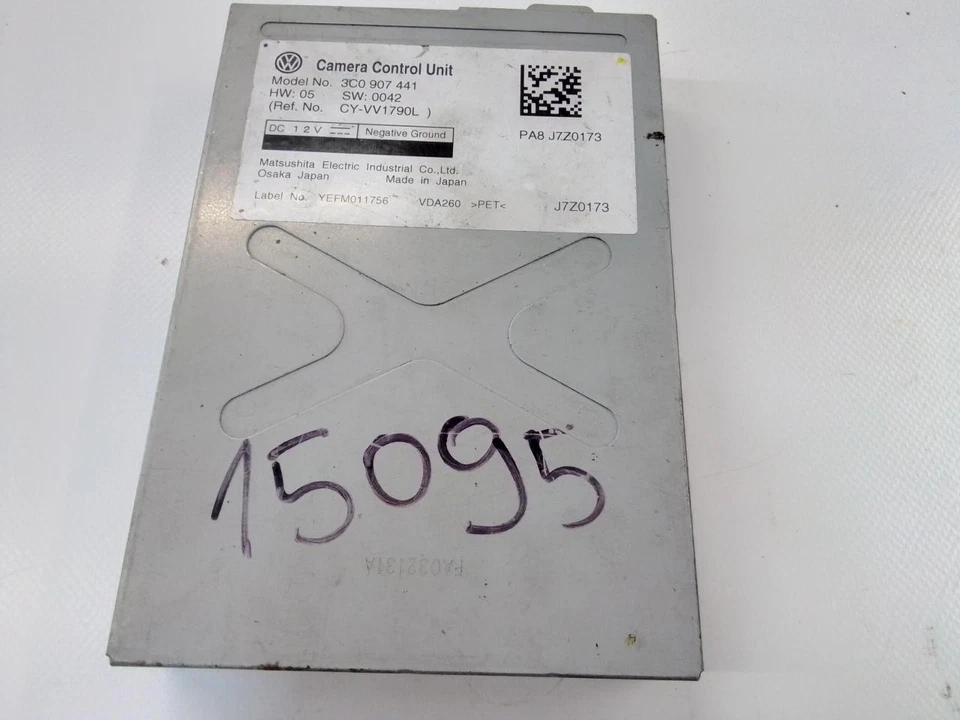 Camera Control Unit
Model No. 3C0 907 441
HW: 05 SW: 0042
(Ref. No. CY-VV1790L )
DC 12V Negative Ground
PA8 J7Z0173
Matsushita Electric Industrial Co.,Ltd.
Osaka Japan Made in Japan
Label No. YEFM011756 VDA260 >PET< J7Z0173
15095
FA0322131A